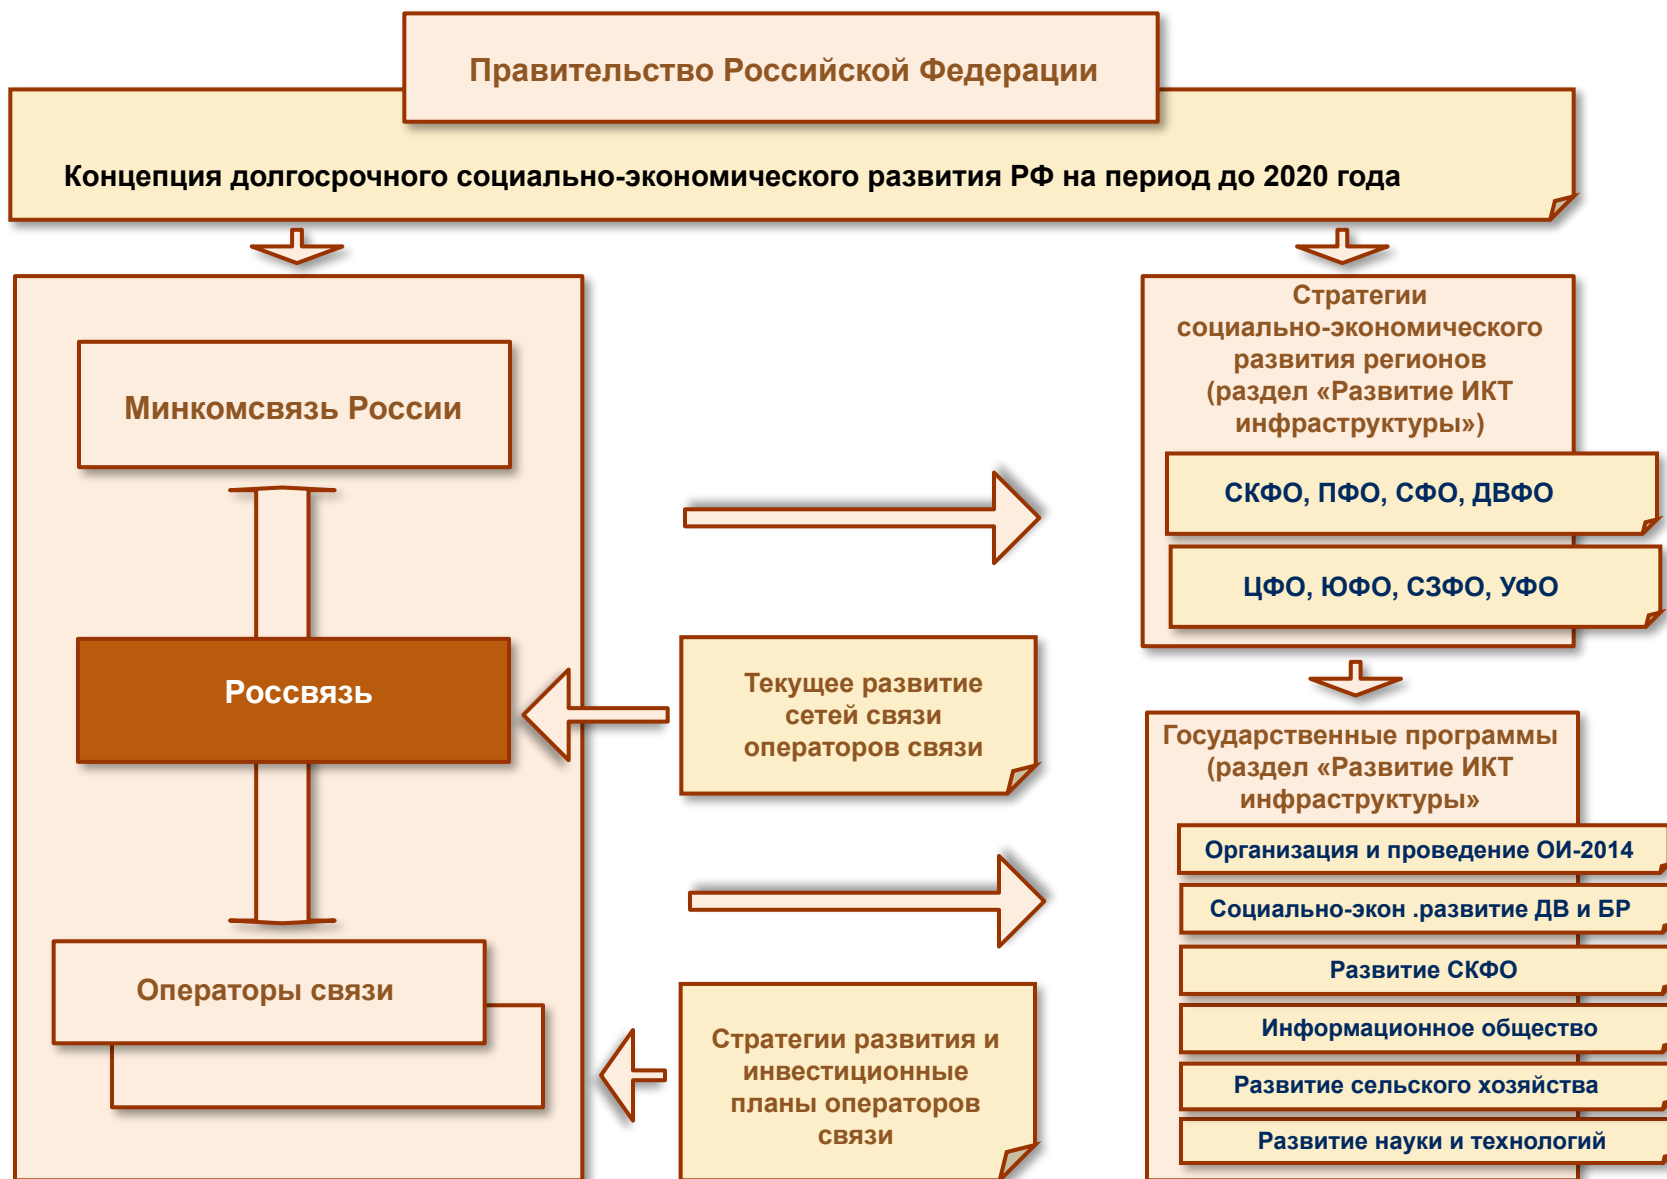 Правительство Российской Федерации
Концепция долгосрочного социально-экономического развития РФ на период до 2020 года
Минкомсвязь России
Россвязь
Операторы связи
Текущее развитие
сетей связи
операторов связи
Стратегии развития и
инвестиционные
планы операторов
связи
Стратегии
социально-экономического
развития регионов
(раздел «Развитие ИКТ
инфраструктуры»)
СКФО, ПФО, СФО, ДВФО
ЦФО, ЮФО, СЗФО, УФО
Государственные программы
(раздел «Развитие ИКТ
инфраструктуры»
Организация и проведение ОИ-2014
Социально-экон .развитие ДВ и БР
Развитие СКФО
Информационное общество
Развитие сельского хозяйства
Развитие науки и технологий